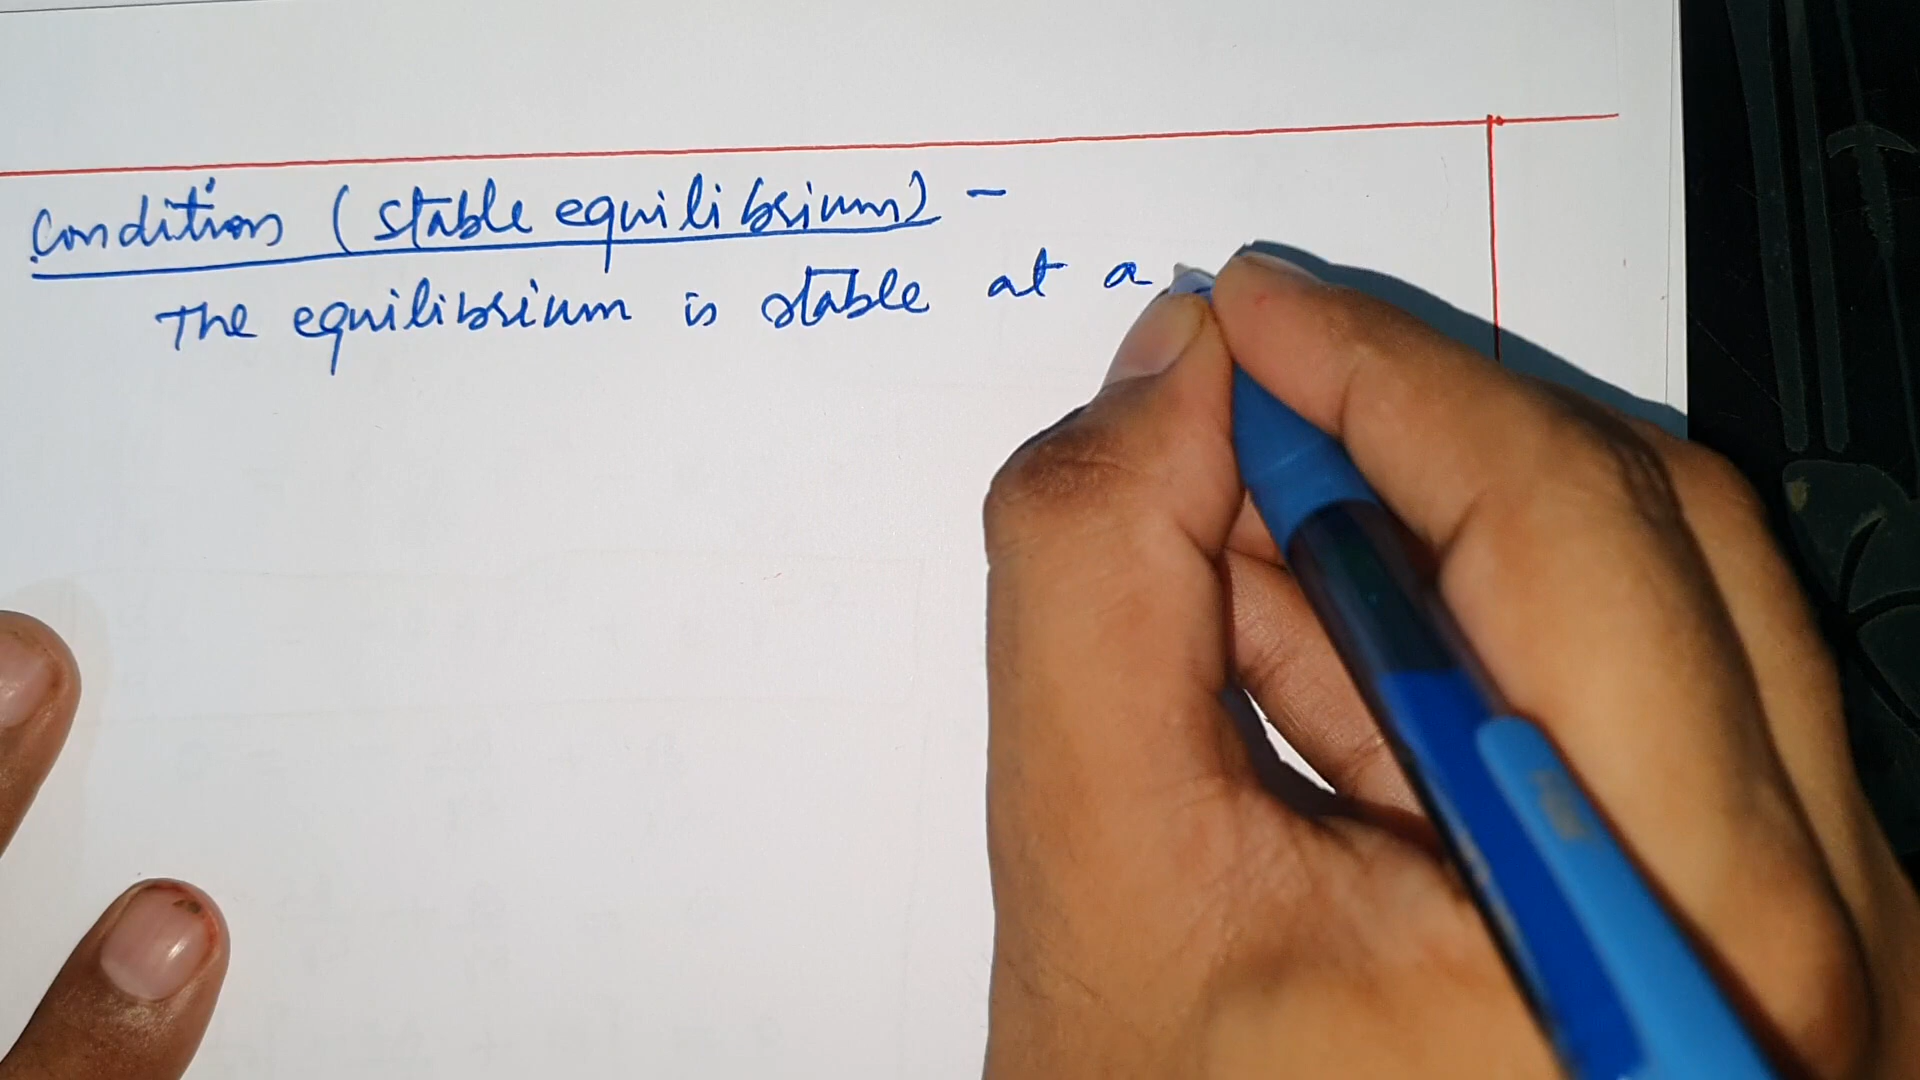 Condition (stable equilibrium) -
The equilibrium is stable at a